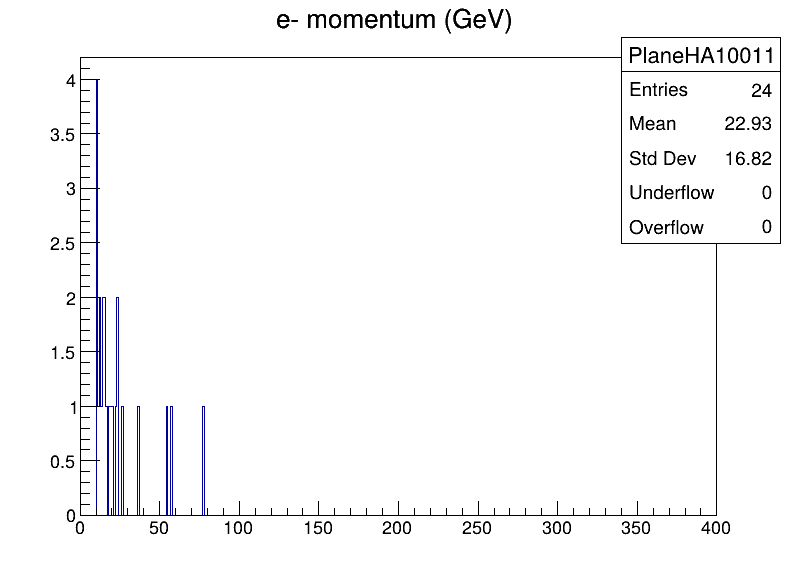 e- momentum (GeV)
PlaneHA10011
Entries 24
Mean 22.93
Std Dev 16.82
Underflow 0
Overflow 0
4
3.5
3
2.5
2
1.5
1
0.5
0
0 50 100 150 200 250 300 350 400